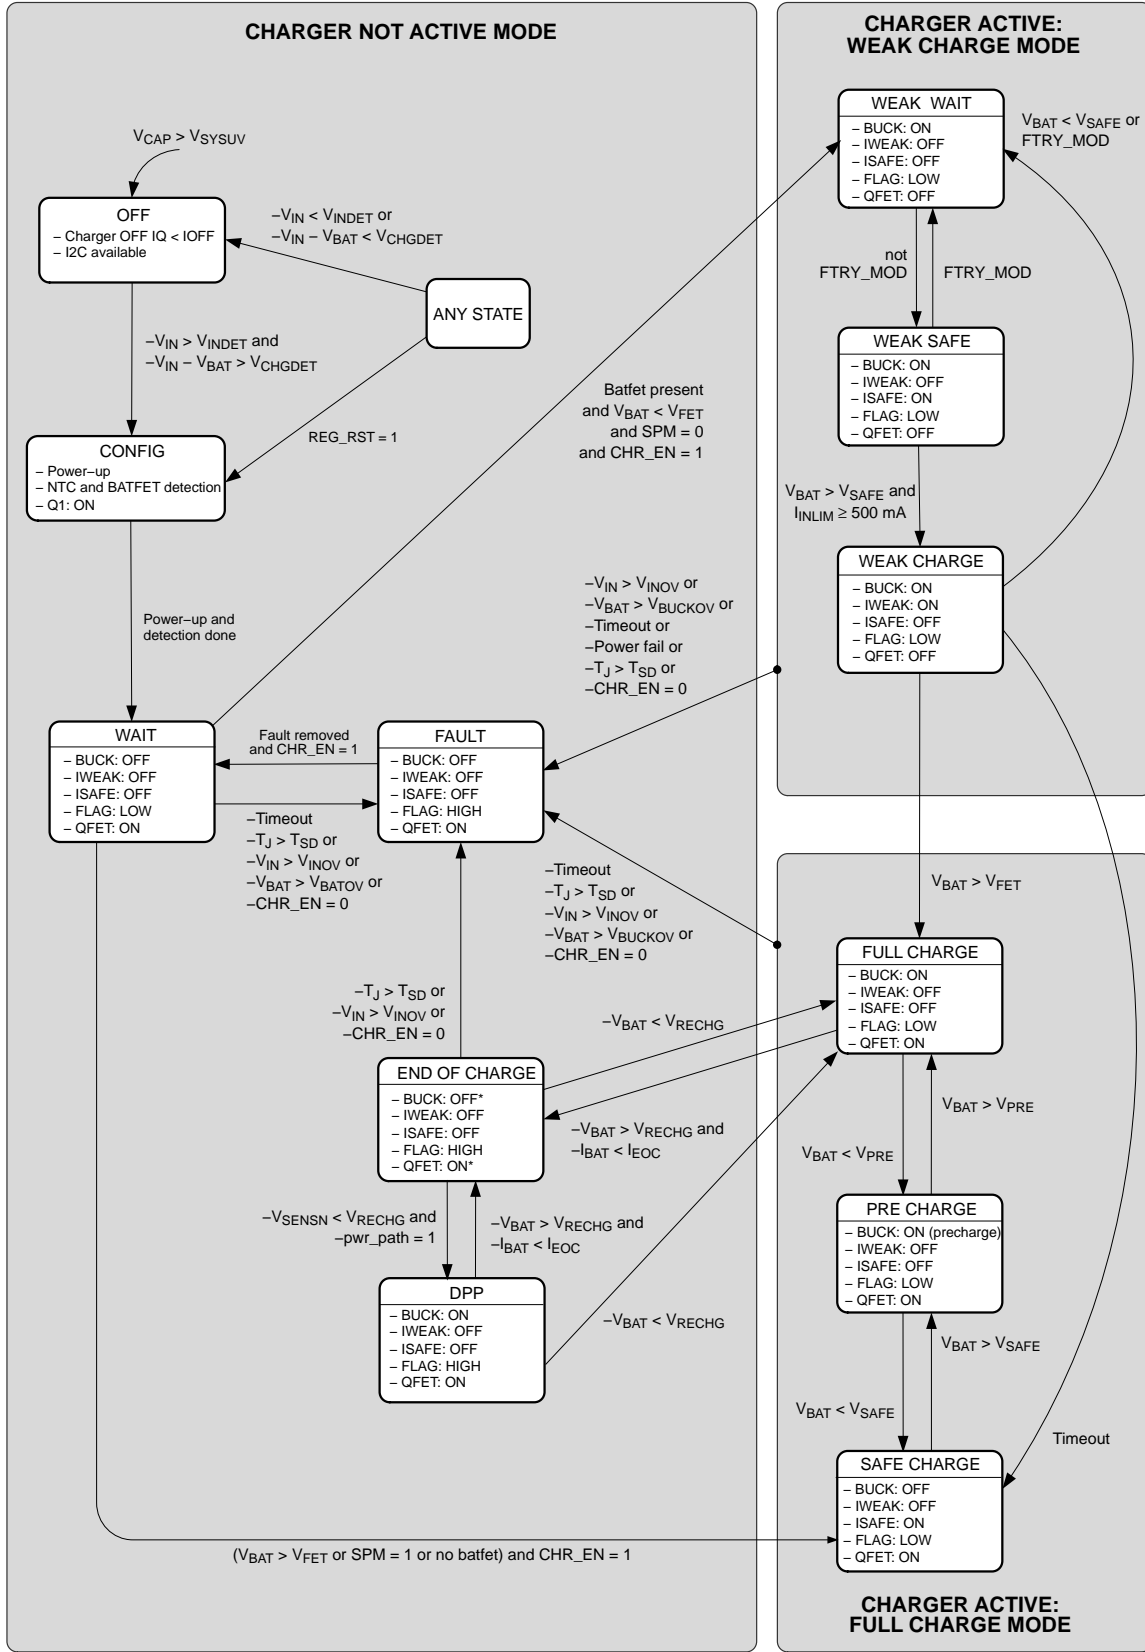 CHARGER NOT ACTIVE MODE
VCAP > VSYSUV
OFF
– Charger OFF IQ < IOFF
– I2C available
–VIN < VINDET or
–VIN – VBAT < VCHGDET
ANY STATE
–VIN > VINDET and
–VIN – VBAT > VCHGDET
REG_RST = 1
CONFIG
– Power–up
– NTC and BATFET detection
– Q1: ON
Batfet present
and VBAT < VFET
and SPM = 0
and CHR_EN = 1
Power–up and
detection done
WAIT
– BUCK: OFF
– IWEAK: OFF
– ISAFE: OFF
– FLAG: LOW
– QFET: ON
Fault removed
and CHR_EN = 1
FAULT
– BUCK: OFF
– IWEAK: OFF
– ISAFE: OFF
– FLAG: HIGH
– QFET: ON
–VIN > VINOV or
–VBAT > VBUCKOV or
–Timeout or
–Power fail or
–TJ > TSD or
–CHR_EN = 0
–Timeout
–TJ > TSD or
–VIN > VINOV or
–VBAT > VBATOV or
–CHR_EN = 0
–Timeout
–TJ > TSD or
–VIN > VINOV or
–VBAT > VBUCKOV or
–CHR_EN = 0
–TJ > TSD or
–VIN > VINOV or
–CHR_EN = 0
END OF CHARGE
– BUCK: OFF*
– IWEAK: OFF
– ISAFE: OFF
– FLAG: HIGH
– QFET: ON*
–VBAT < VRECHG
–VBAT > VRECHG and
–IBAT < IEOC
–VSENSN < VRECHG and
–pwr_path = 1
–VBAT > VRECHG and
–IBAT < IEOC
DPP
– BUCK: ON
– IWEAK: OFF
– ISAFE: OFF
– FLAG: HIGH
– QFET: ON
–VBAT < VRECHG
(VBAT > VFET or SPM = 1 or no batfet) and CHR_EN = 1
CHARGER ACTIVE:
WEAK CHARGE MODE
WEAK WAIT
– BUCK: ON
– IWEAK: OFF
– ISAFE: OFF
– FLAG: LOW
– QFET: OFF
VBAT < VSAFE or
FTRY_MOD
not
FTRY_MOD
FTRY_MOD
WEAK SAFE
– BUCK: ON
– IWEAK: OFF
– ISAFE: ON
– FLAG: LOW
– QFET: OFF
VBAT > VSAFE and
IINLIM ≥ 500 mA
WEAK CHARGE
– BUCK: ON
– IWEAK: ON
– ISAFE: OFF
– FLAG: LOW
– QFET: OFF
VBAT > VFET
FULL CHARGE
– BUCK: ON
– IWEAK: OFF
– ISAFE: OFF
– FLAG: LOW
– QFET: ON
VBAT > VPRE
VBAT < VPRE
PRE CHARGE
– BUCK: ON (precharge)
– IWEAK: OFF
– ISAFE: OFF
– FLAG: LOW
– QFET: ON
VBAT > VSAFE
VBAT < VSAFE
Timeout
SAFE CHARGE
– BUCK: OFF
– IWEAK: OFF
– ISAFE: ON
– FLAG: LOW
– QFET: ON
CHARGER ACTIVE:
FULL CHARGE MODE